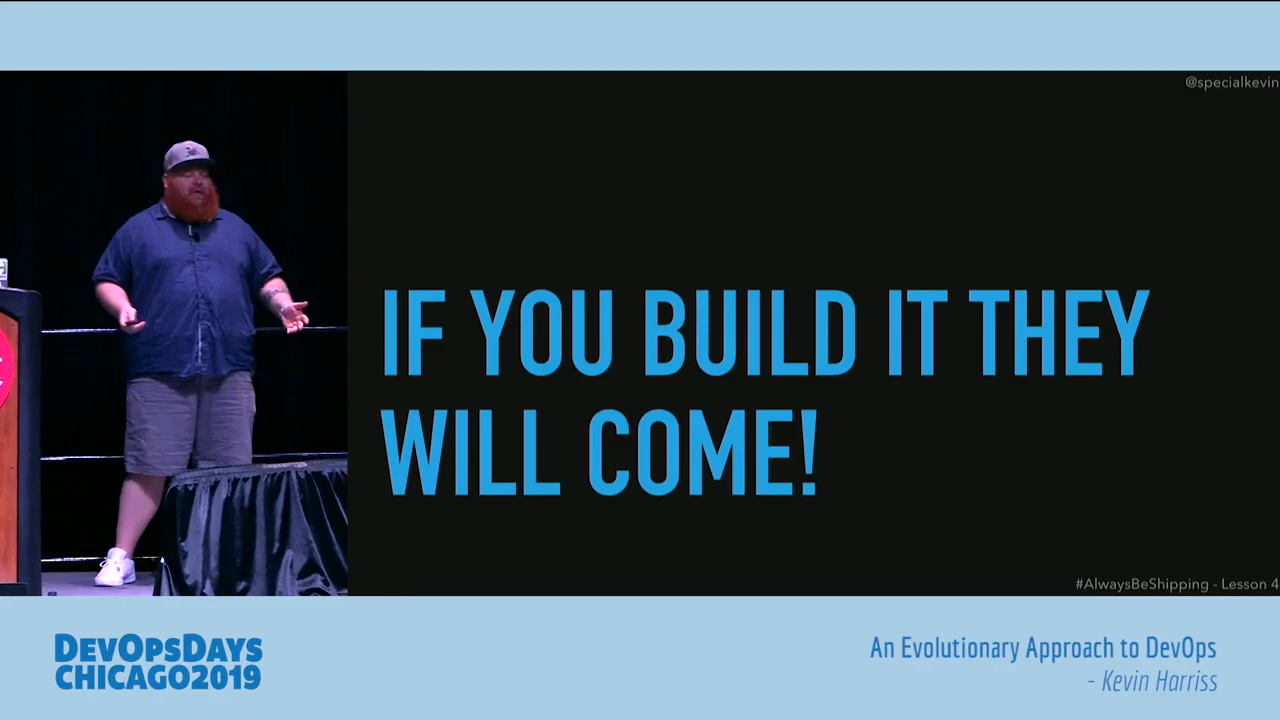 @specialkevin
IF YOU BUILD IT THEY
WILL COME!
#AlwaysBeShipping - Lesson 4
DEVOPSDAYS
CHICAGO2019
An Evolutionary Approach to DevOps
- Kevin Harriss